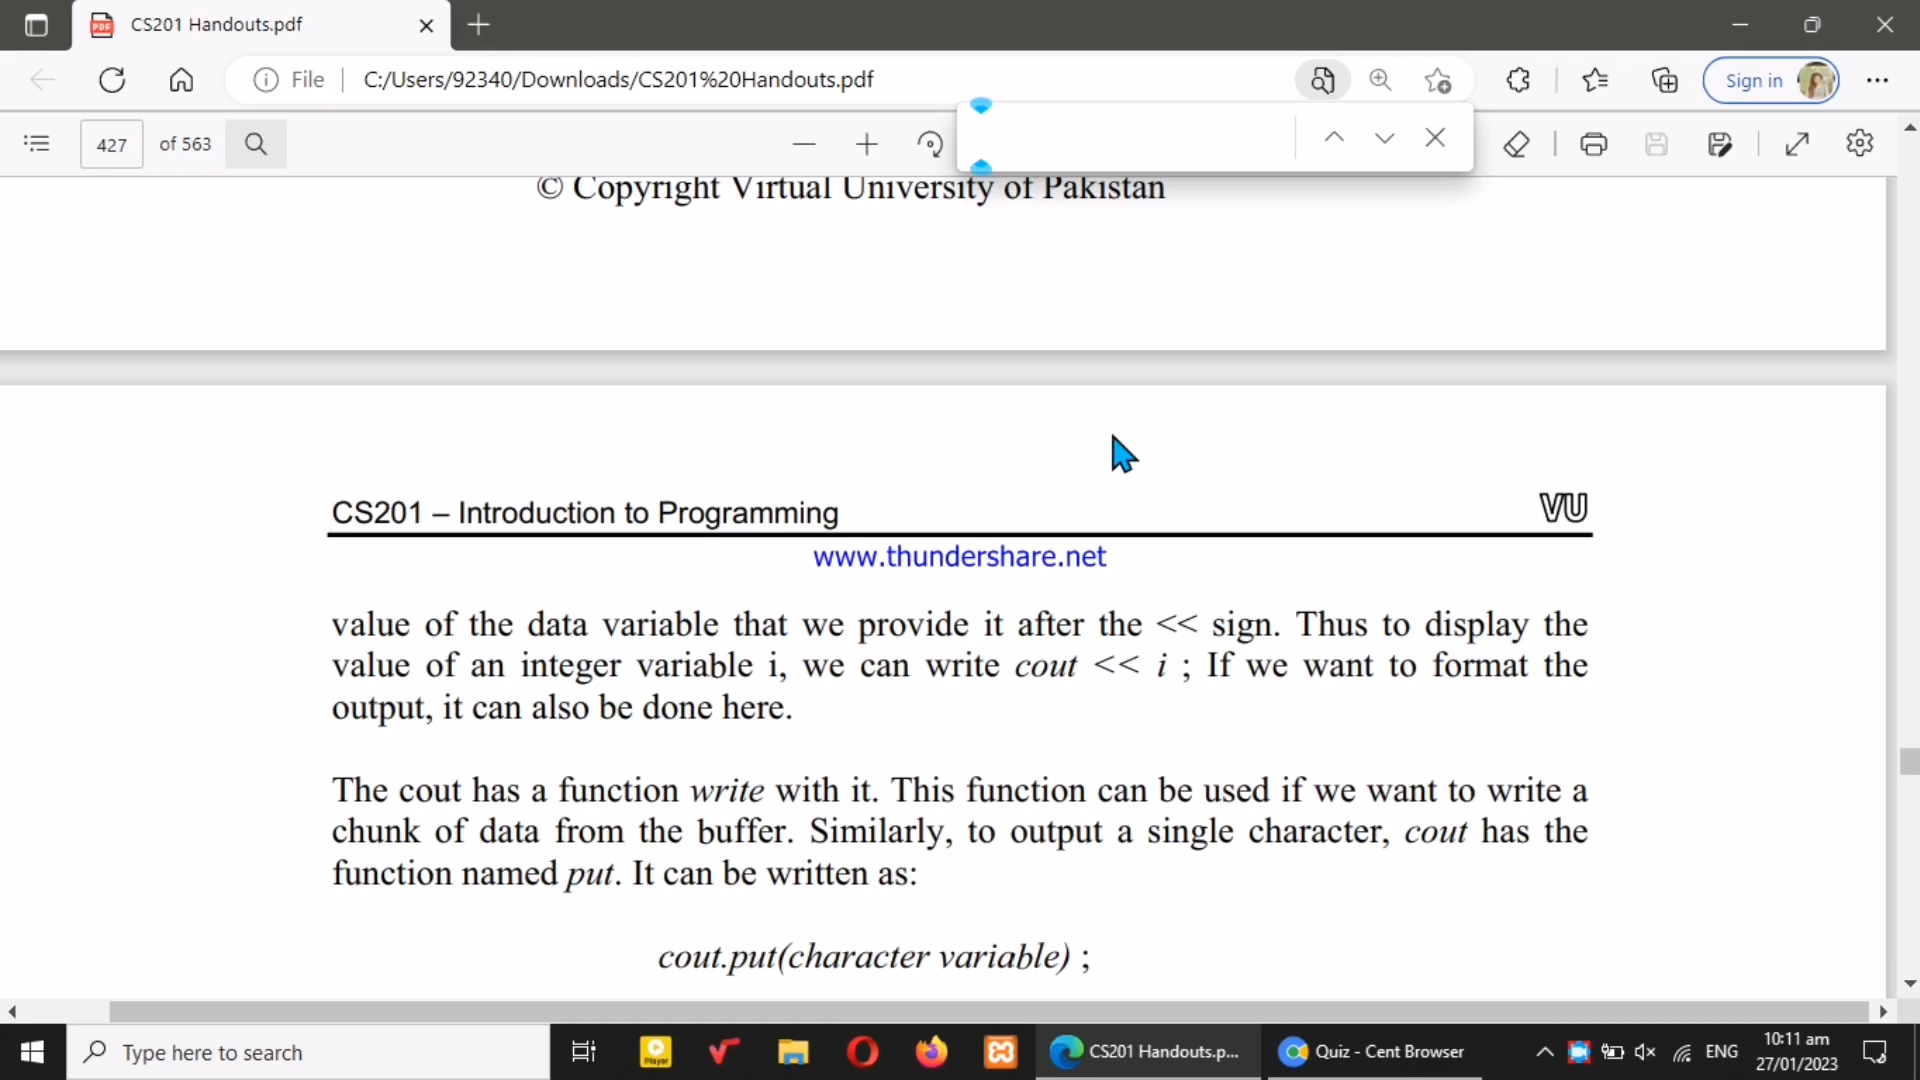 CS201 Handouts.pdf
File
C:/Users/92340/Downloads/CS201%20Handouts.pdf
Sign in
427 of 563
© Copyright Virtual University of Pakistan
CS201 – Introduction to Programming
VU
www.thundershare.net
value of the data variable that we provide it after the << sign. Thus to display the
value of an integer variable i, we can write cout << i ; If we want to format the
output, it can also be done here.
The cout has a function write with it. This function can be used if we want to write a
chunk of data from the buffer. Similarly, to output a single character, cout has the
function named put. It can be written as:
cout.put(character variable) ;
Type here to search
Player
CS201 Handouts.p...
Quiz - Cent Browser
ENG
10:11 am
27/01/2023